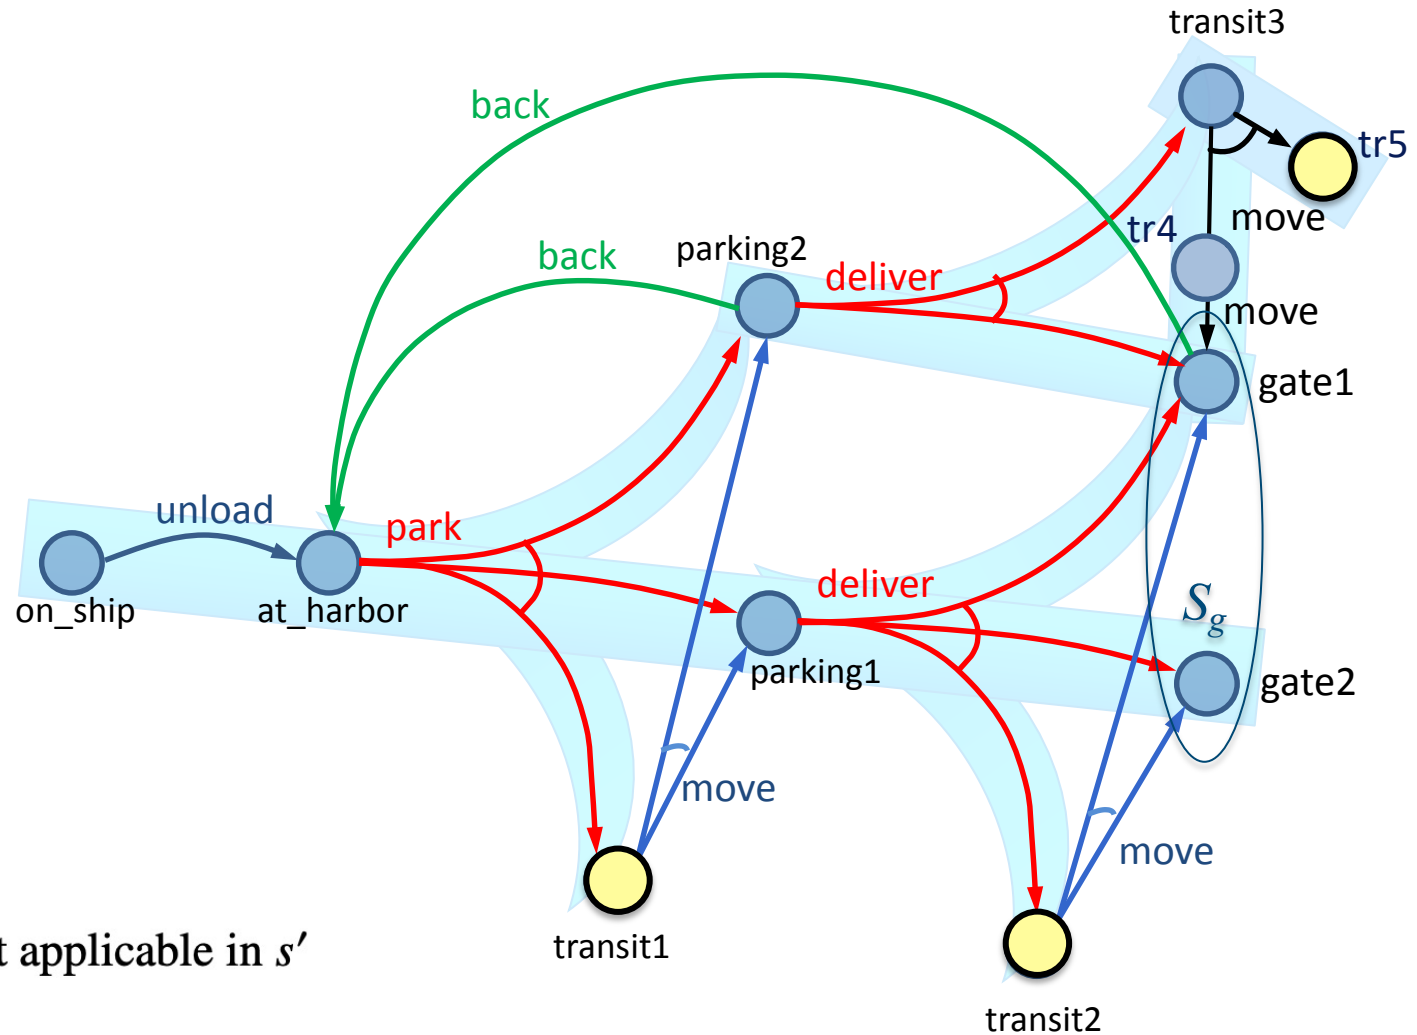 transit3
back
tr5
tr4
move
parking2
back
deliver
move
gate1
unload
park
deliver
S_g
on_ship
at_harbor
parking1
gate2
move
move
t applicable in s′
transit1
transit2